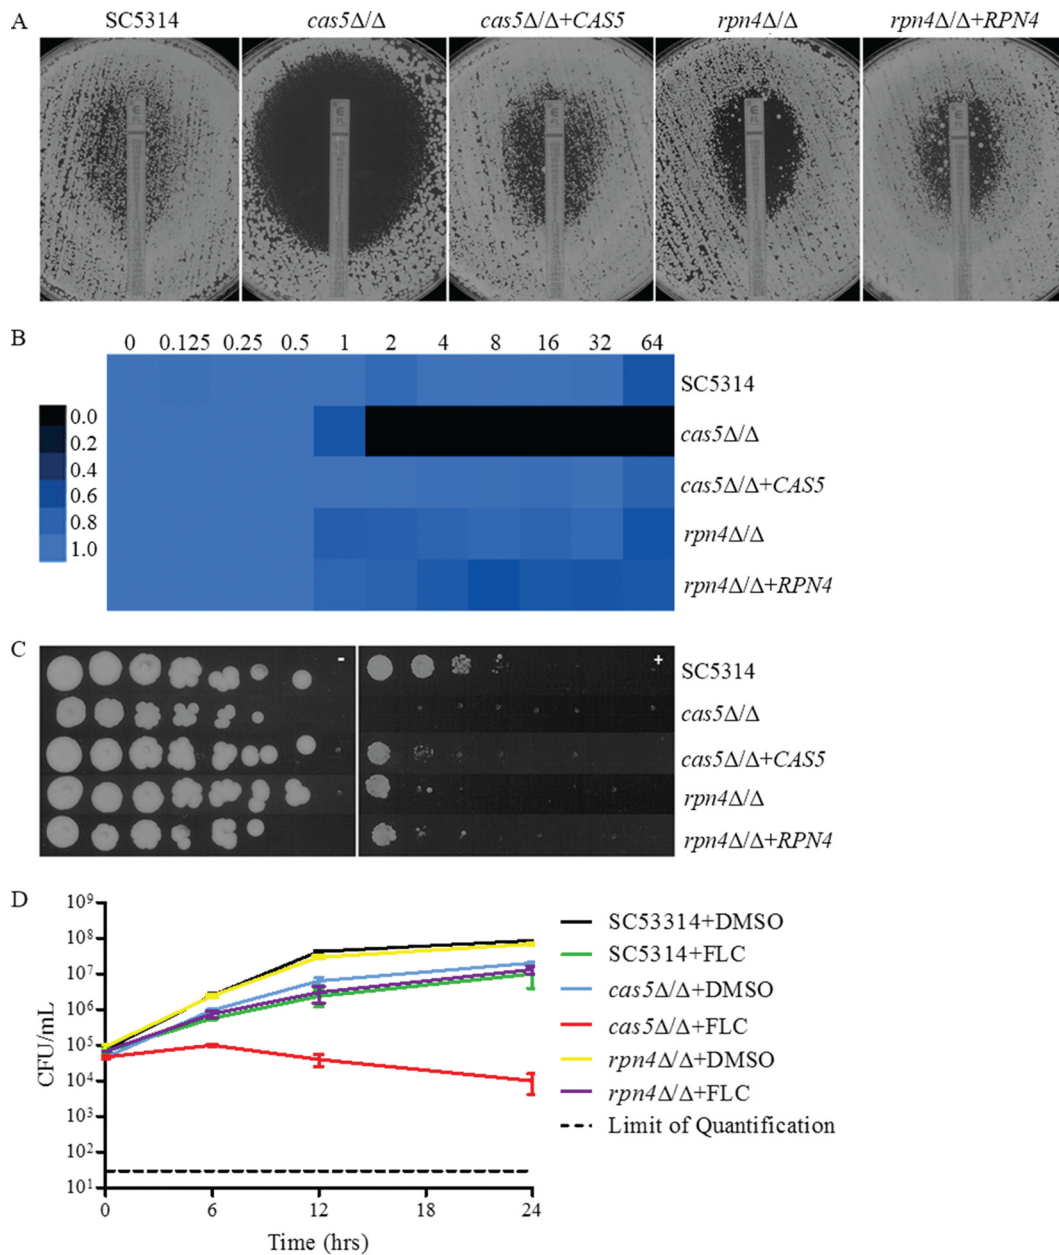 A
SC5314 cas5Δ/Δ cas5Δ/Δ+CAS5 rpn4Δ/Δ rpn4Δ/Δ+RPN4
B
0 0.125 0.25 0.5 1 2 4 8 16 32 64
0.0
0.2
0.4
0.6
0.8
1.0
SC5314
cas5Δ/Δ
cas5Δ/Δ+CAS5
rpn4Δ/Δ
rpn4Δ/Δ+RPN4
C
- +
SC5314
cas5Δ/Δ
cas5Δ/Δ+CAS5
rpn4Δ/Δ
rpn4Δ/Δ+RPN4
D
CFU/mL
10⁹
10⁸
10⁷
10⁶
10⁵
10⁴
10³
10²
10¹
0 6 12 18 24
Time (hrs)
SC53314+DMSO
SC5314+FLC
cas5Δ/Δ+DMSO
cas5Δ/Δ+FLC
rpn4Δ/Δ+DMSO
rpn4Δ/Δ+FLC
Limit of Quantification